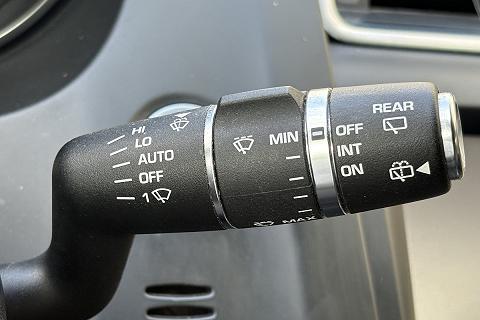 HI
LO
AUTO
OFF
1
MIN
MAX
OFF
INT
ON
REAR